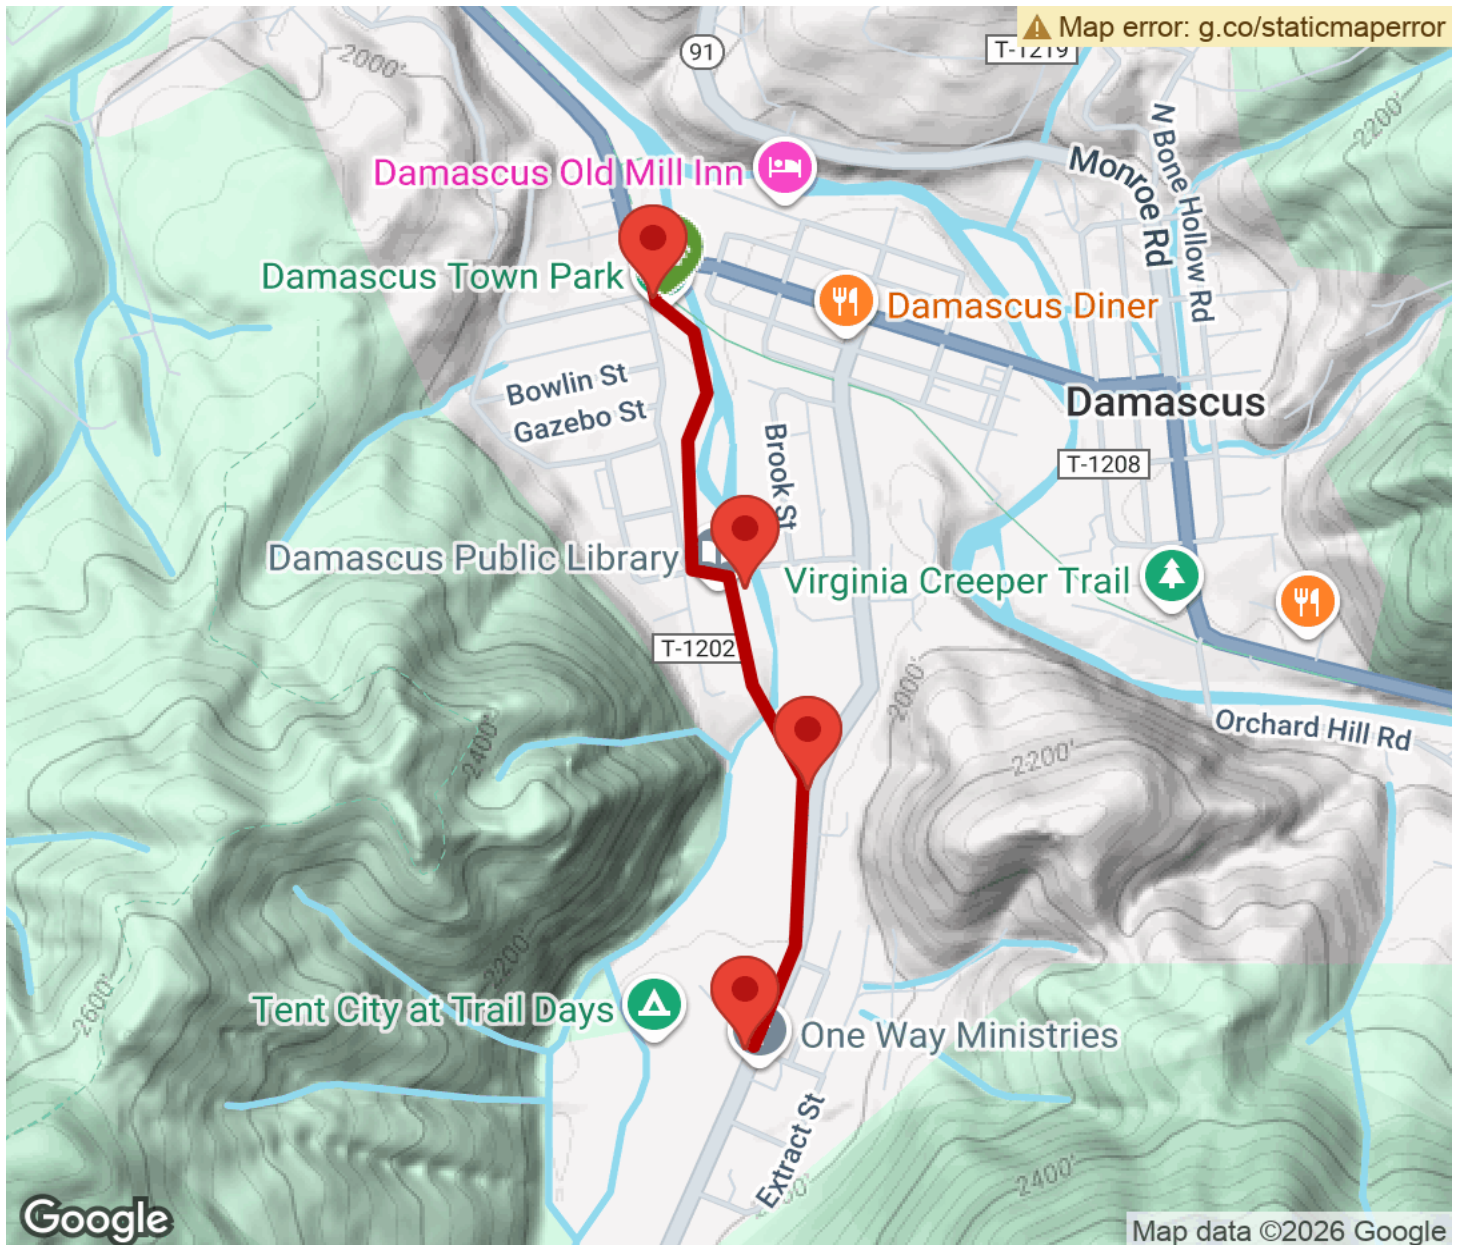 Map error: g.co/staticmaperror
2000'
91
T-1219
2200'
N Bone Hollow Rd
Monroe Rd
Damascus Old Mill Inn
Damascus Town Park
Damascus Diner
Bowlin St
Gazebo St
Damascus
Brook St
T-1208
Damascus Public Library
Virginia Creeper Trail
T-1202
2000'
Orchard Hill Rd
2400'
2200'
2200'
2600'
Tent City at Trail Days
One Way Ministries
Extract St
2400'
Google
Map data ©2026 Google